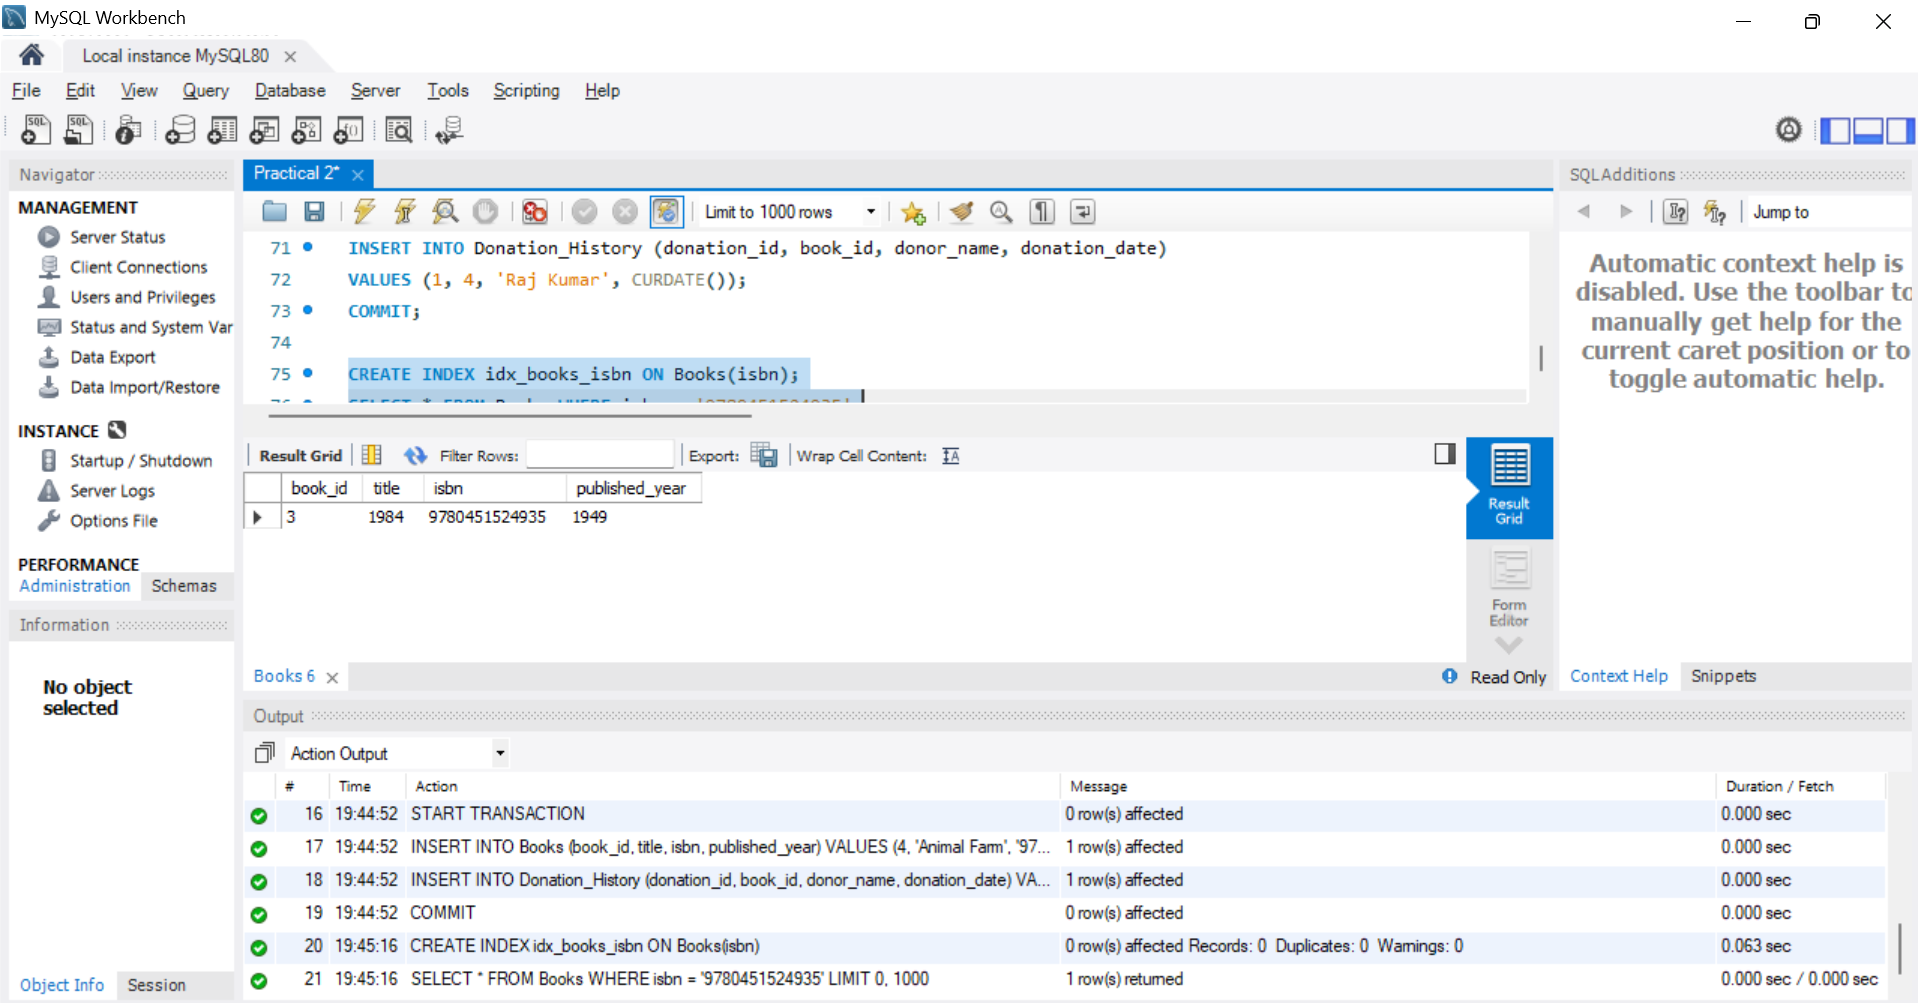 MySQL Workbench
Local instance MySQL80
File Edit View Query Database Server Tools Scripting Help
Navigator
MANAGEMENT
Server Status
Client Connections
Users and Privileges
Status and System Var
Data Export
Data Import/Restore
INSTANCE
Startup / Shutdown
Server Logs
Options File
PERFORMANCE
Administration Schemas
Information
No object
selected
Object Info Session
Practical 2*
Limit to 1000 rows
71 INSERT INTO Donation_History (donation_id, book_id, donor_name, donation_date)
72 VALUES (1, 4, 'Raj Kumar', CURDATE());
73 COMMIT;
74
75 CREATE INDEX idx_books_isbn ON Books(isbn);
76 SELECT * FROM Books WHERE isbn = '9780451524935'
Result Grid Filter Rows: Export: Wrap Cell Content:
book_id title isbn published_year
3 1984 9780451524935 1949
Result
Grid
Form
Editor
Books 6
Read Only
SQLAdditions
Jump to
Automatic context help is
disabled. Use the toolbar to
manually get help for the
current caret position or to
toggle automatic help.
Context Help Snippets
Output
Action Output
# Time Action Message Duration / Fetch
16 19:44:52 START TRANSACTION 0 row(s) affected 0.000 sec
17 19:44:52 INSERT INTO Books (book_id, title, isbn, published_year) VALUES (4, 'Animal Farm', '97... 1 row(s) affected 0.000 sec
18 19:44:52 INSERT INTO Donation_History (donation_id, book_id, donor_name, donation_date) VA... 1 row(s) affected 0.000 sec
19 19:44:52 COMMIT 0 row(s) affected 0.000 sec
20 19:45:16 CREATE INDEX idx_books_isbn ON Books(isbn) 0 row(s) affected Records: 0 Duplicates: 0 Warnings: 0 0.063 sec
21 19:45:16 SELECT * FROM Books WHERE isbn = '9780451524935' LIMIT 0, 1000 1 row(s) returned 0.000 sec / 0.000 sec